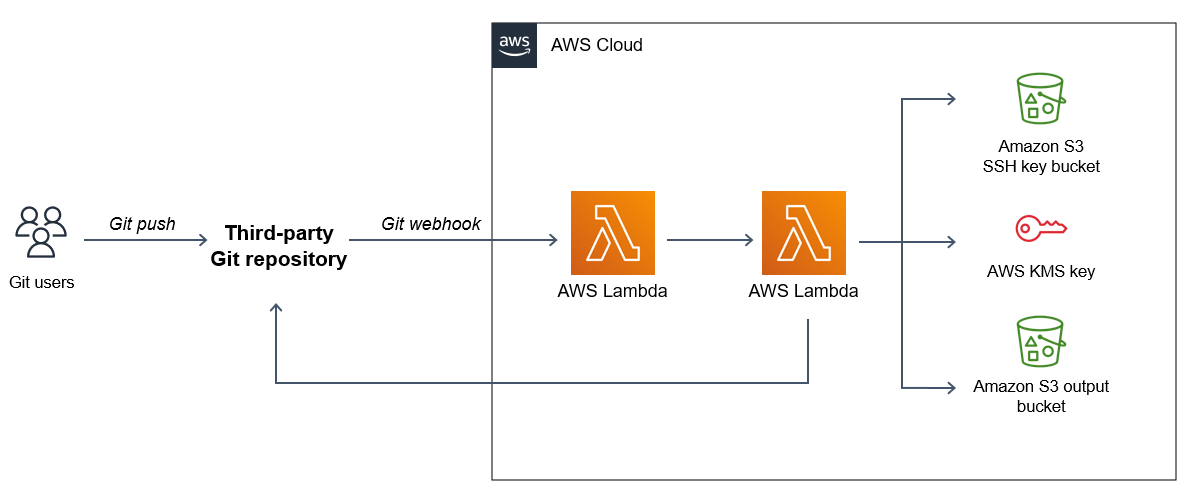 aws
AWS Cloud
Amazon S3
SSH key bucket
Git push
Git webhook
Third-party
Git repository
Git users
AWS Lambda
AWS Lambda
AWS KMS key
Amazon S3 output
bucket